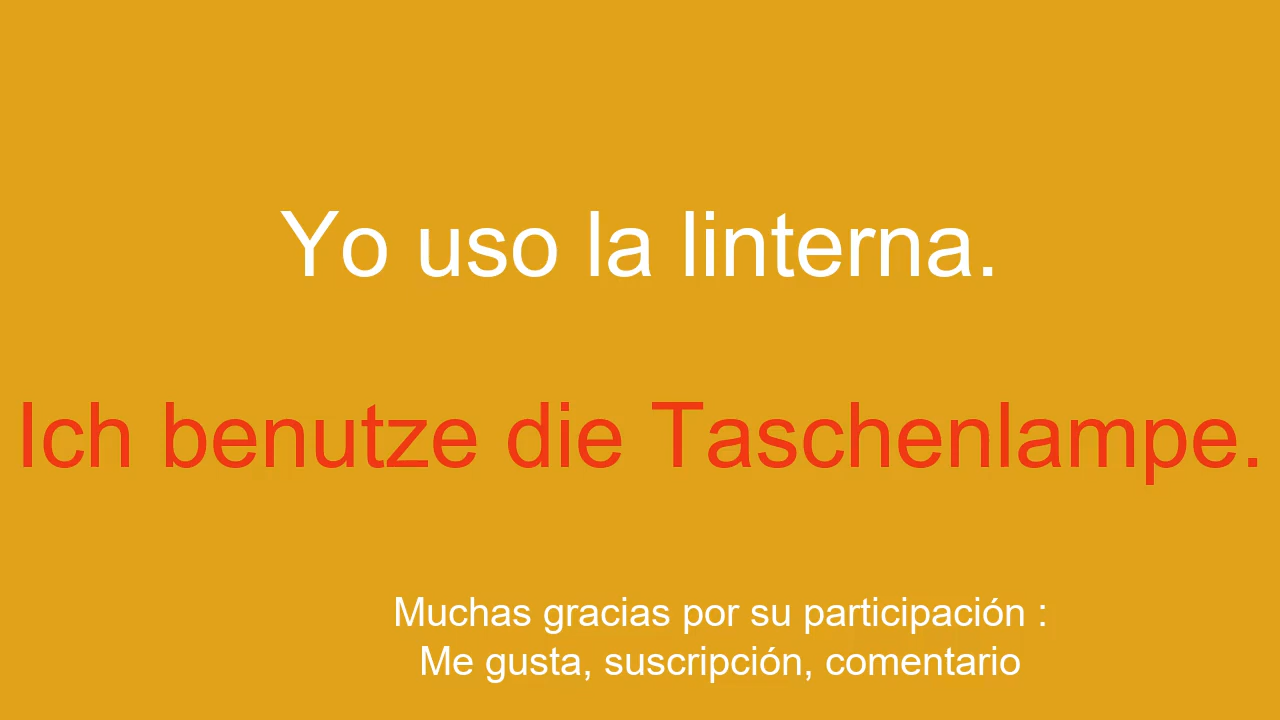 Yo uso la linterna.
Ich benutze die Taschenlampe.
Muchas gracias por su participación :
Me gusta, suscripción, comentario